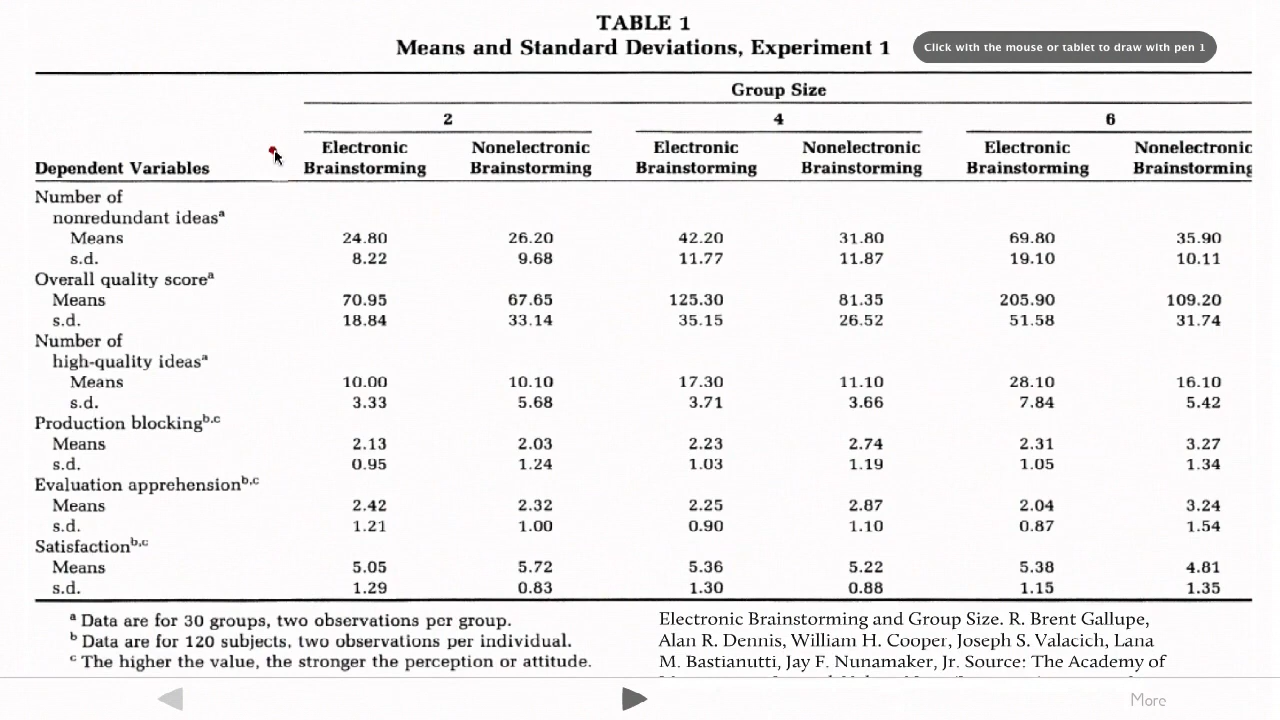 TABLE 1
Means and Standard Deviations, Experiment 1
Click with the mouse or tablet to draw with pen 1
Group Size
2 4 6
Electronic Nonelectronic Electronic Nonelectronic Electronic Nonelectronic
Dependent Variables Brainstorming Brainstorming Brainstorming Brainstorming Brainstorming Brainstorming
Number of
nonredundant ideasᵃ
Means 24.80 26.20 42.20 31.80 69.80 35.90
s.d. 8.22 9.68 11.77 11.87 19.10 10.11
Overall quality scoreᵃ
Means 70.95 67.65 125.30 81.35 205.90 109.20
s.d. 18.84 33.14 35.15 26.52 51.58 31.74
Number of
high-quality ideasᵃ
Means 10.00 10.10 17.30 11.10 28.10 16.10
s.d. 3.33 5.68 3.71 3.66 7.84 5.42
Production blockingᵇ,ᶜ
Means 2.13 2.03 2.23 2.74 2.31 3.27
s.d. 0.95 1.24 1.03 1.19 1.05 1.34
Evaluation apprehensionᵇ,ᶜ
Means 2.42 2.32 2.25 2.87 2.04 3.24
s.d. 1.21 1.00 0.90 1.10 0.87 1.54
Satisfactionᵇ,ᶜ
Means 5.05 5.72 5.36 5.22 5.38 4.81
s.d. 1.29 0.83 1.30 0.88 1.15 1.35
ᵃ Data are for 30 groups, two observations per group.
ᵇ Data are for 120 subjects, two observations per individual.
ᶜ The higher the value, the stronger the perception or attitude.
Electronic Brainstorming and Group Size. R. Brent Gallupe,
Alan R. Dennis, William H. Cooper, Joseph S. Valacich, Lana
M. Bastianutti, Jay F. Nunamaker, Jr. Source: The Academy of
More